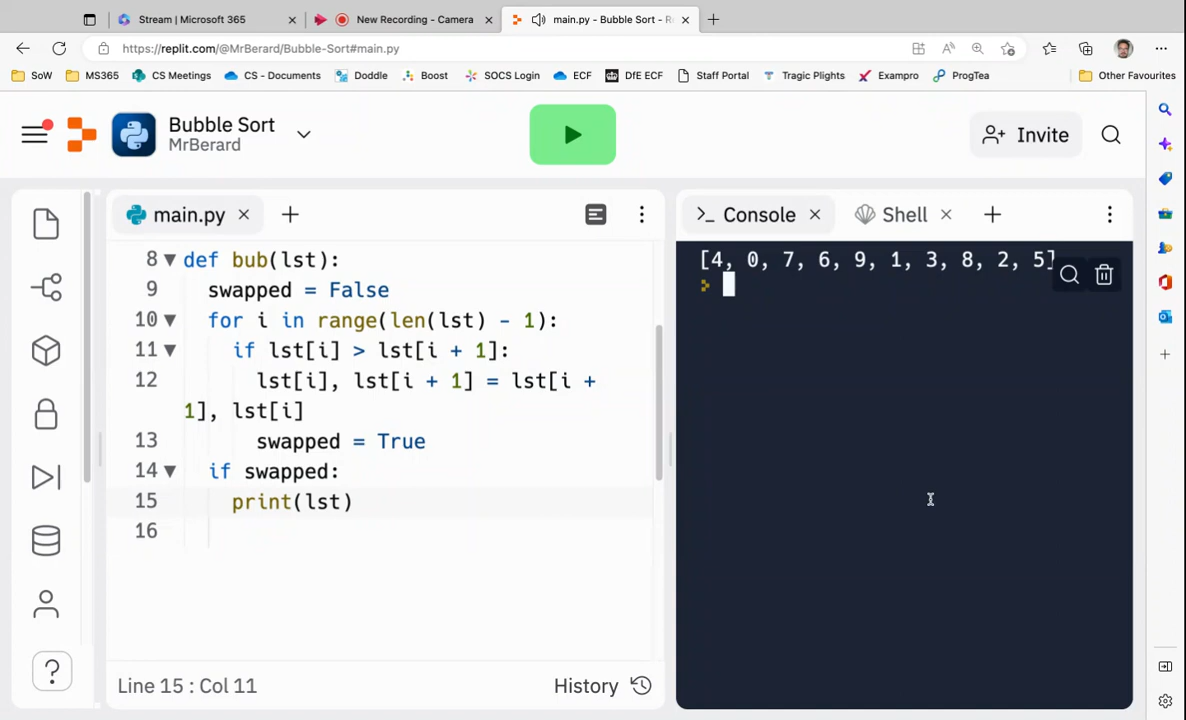 Stream | Microsoft 365
New Recording - Camera
main.py - Bubble Sort - R
https://replit.com/@MrBerard/Bubble-Sort#main.py
SoW
MS365
CS Meetings
CS - Documents
Doddle
Boost
SOCS Login
ECF
DfE ECF
Staff Portal
Tragic Plights
Exampro
ProgTea
Other Favourites
Bubble Sort
MrBerard
Invite
main.py
8 def bub(lst):
9 swapped = False
10 for i in range(len(lst) - 1):
11 if lst[i] > lst[i + 1]:
12 lst[i], lst[i + 1] = lst[i +
1], lst[i]
13 swapped = True
14 if swapped:
15 print(lst)
16
Line 15 : Col 11
History
>_ Console
Shell
[4, 0, 7, 6, 9, 1, 3, 8, 2, 5]
>